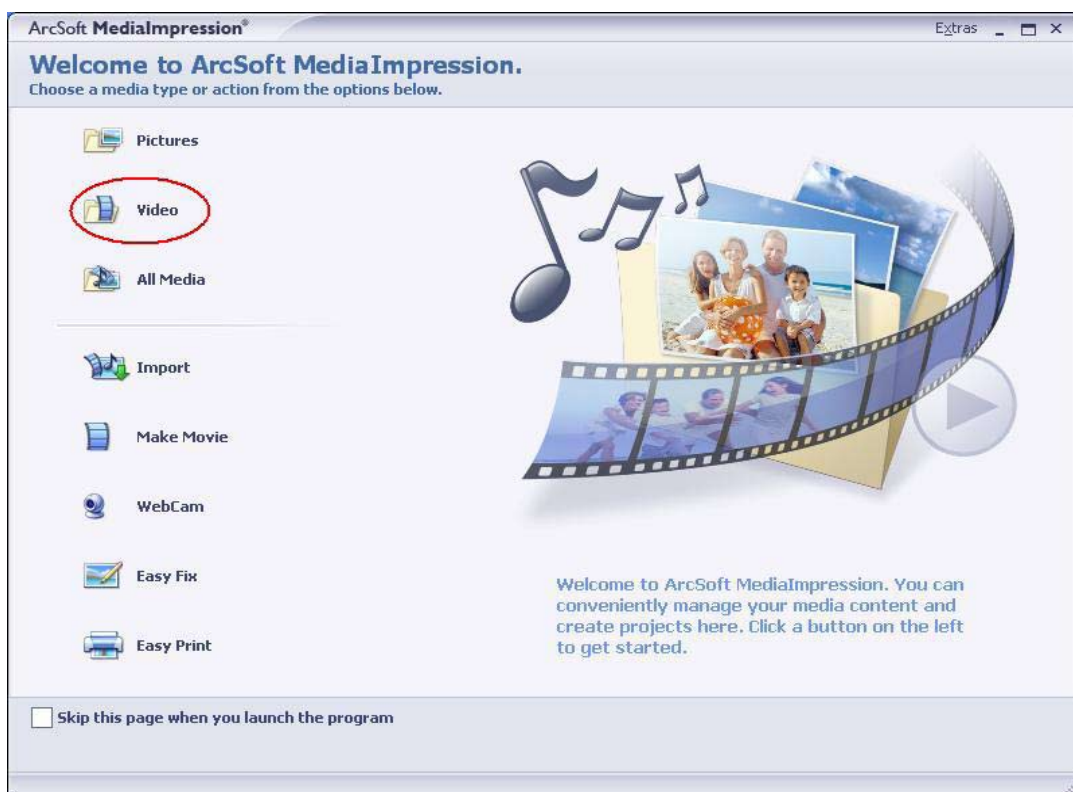 ArcSoft MediaImpression®
Extras
Welcome to ArcSoft MediaImpression.
Choose a media type or action from the options below.
Pictures
Video
All Media
Import
Make Movie
WebCam
Easy Fix
Easy Print
Welcome to ArcSoft MediaImpression. You can
conveniently manage your media content and
create projects here. Click a button on the left
to get started.
Skip this page when you launch the program